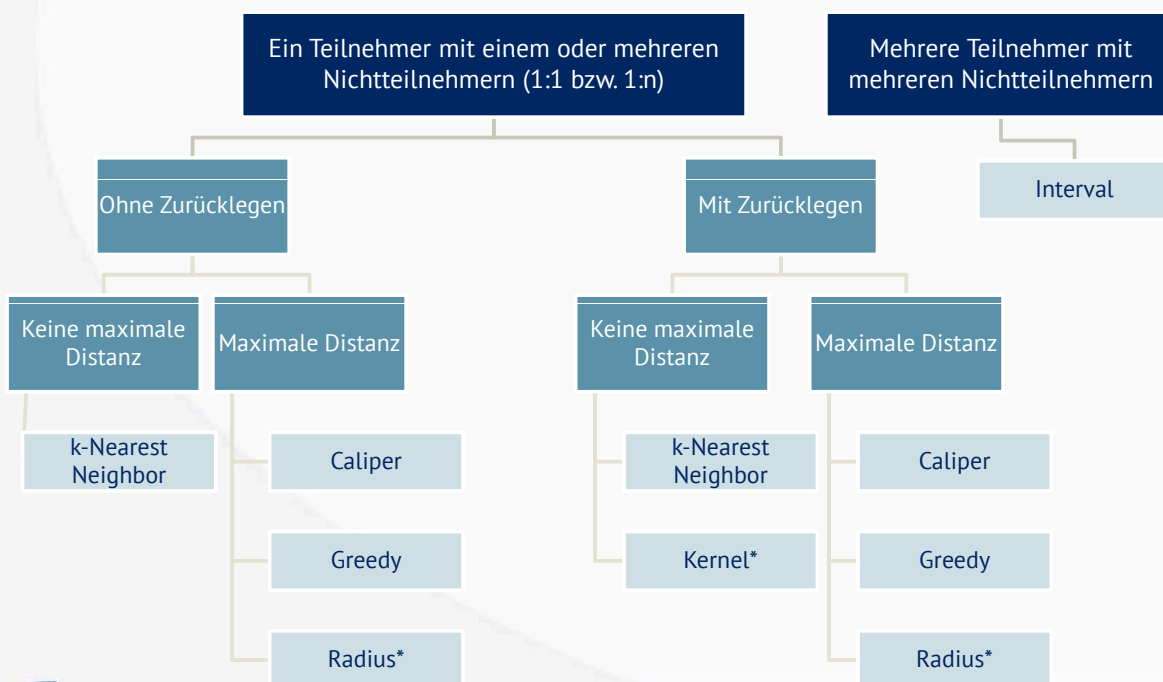 Ein Teilnehmer mit einem oder mehreren
Nichtteilnehmern (1:1 bzw. 1:n)
Mehrere Teilnehmer mit
mehreren Nichtteilnehmern
Ohne Zurücklegen
Mit Zurücklegen
Interval
Keine maximale
Distanz
Maximale Distanz
Keine maximale
Distanz
Maximale Distanz
k-Nearest
Neighbor
Caliper
k-Nearest
Neighbor
Caliper
Greedy
Kernel*
Greedy
Radius*
Radius*